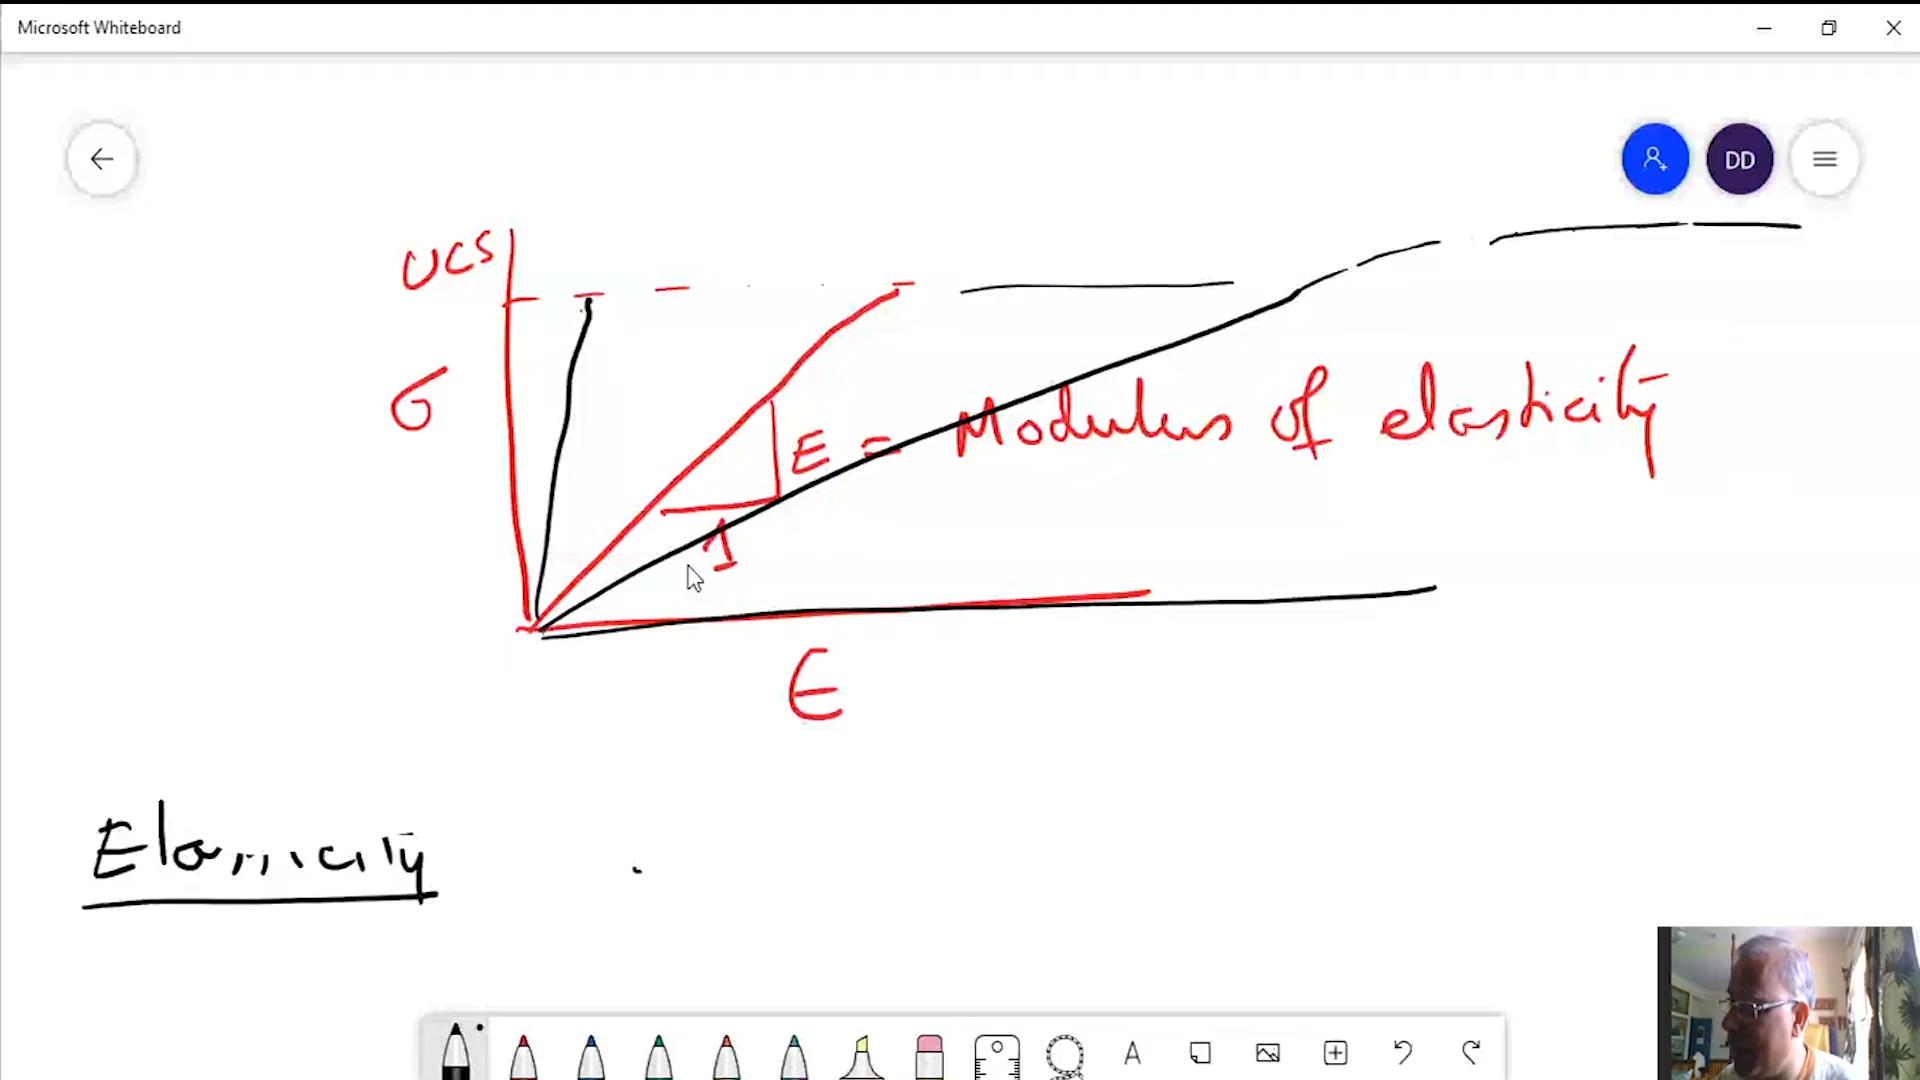 Microsoft Whiteboard
DD
UCS
σ
E = Modulus of elasticity
1
ϵ
Elasticity